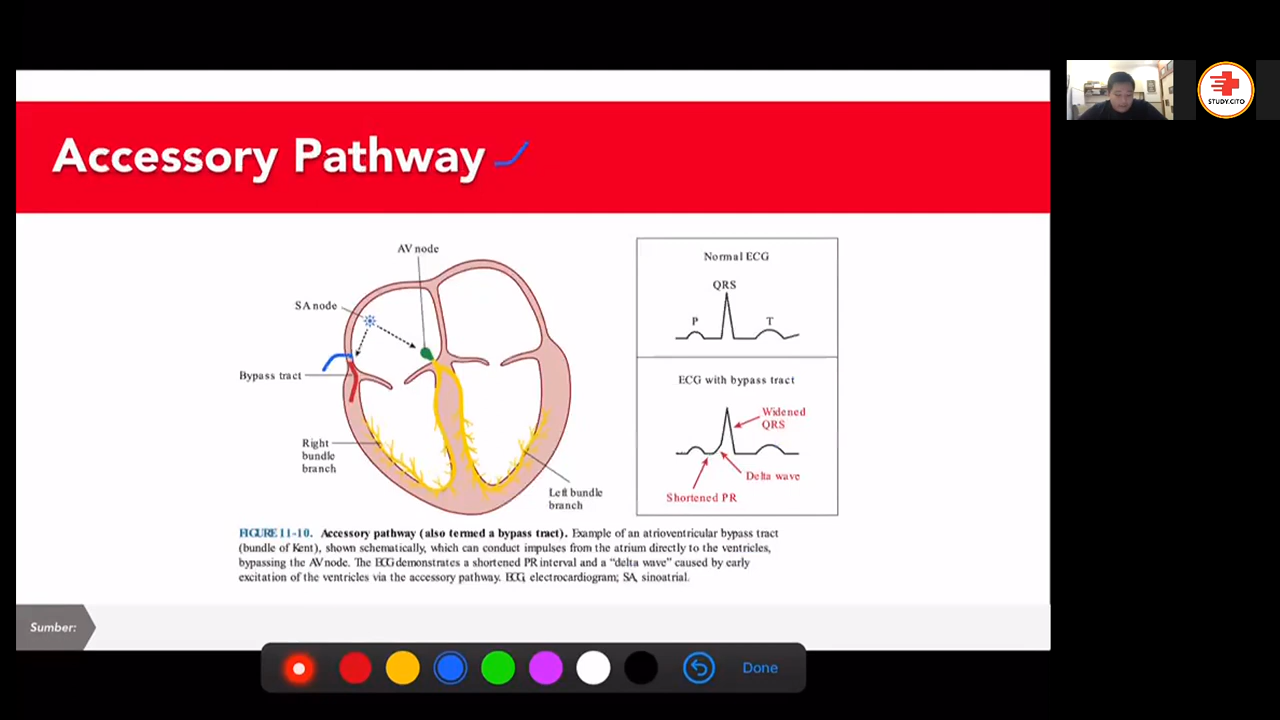 Accessory Pathway
STUDY.CITO
AV node
SA node
Bypass tract
Right
bundle
branch
Left bundle
branch
Normal ECG
QRS
P
T
ECG with bypass tract
Widened
QRS
Delta wave
Shortened PR
FIGURE 11-10. Accessory pathway (also termed a bypass tract). Example of an atrioventricular bypass tract
(bundle of Kent), shown schematically, which can conduct impulses from the atrium directly to the ventricles,
bypassing the AV node. The ECG demonstrates a shortened PR interval and a "delta wave" caused by early
excitation of the ventricles via the accessory pathway. ECG, electrocardiogram; SA, sinoatrial.
Sumber:
Done